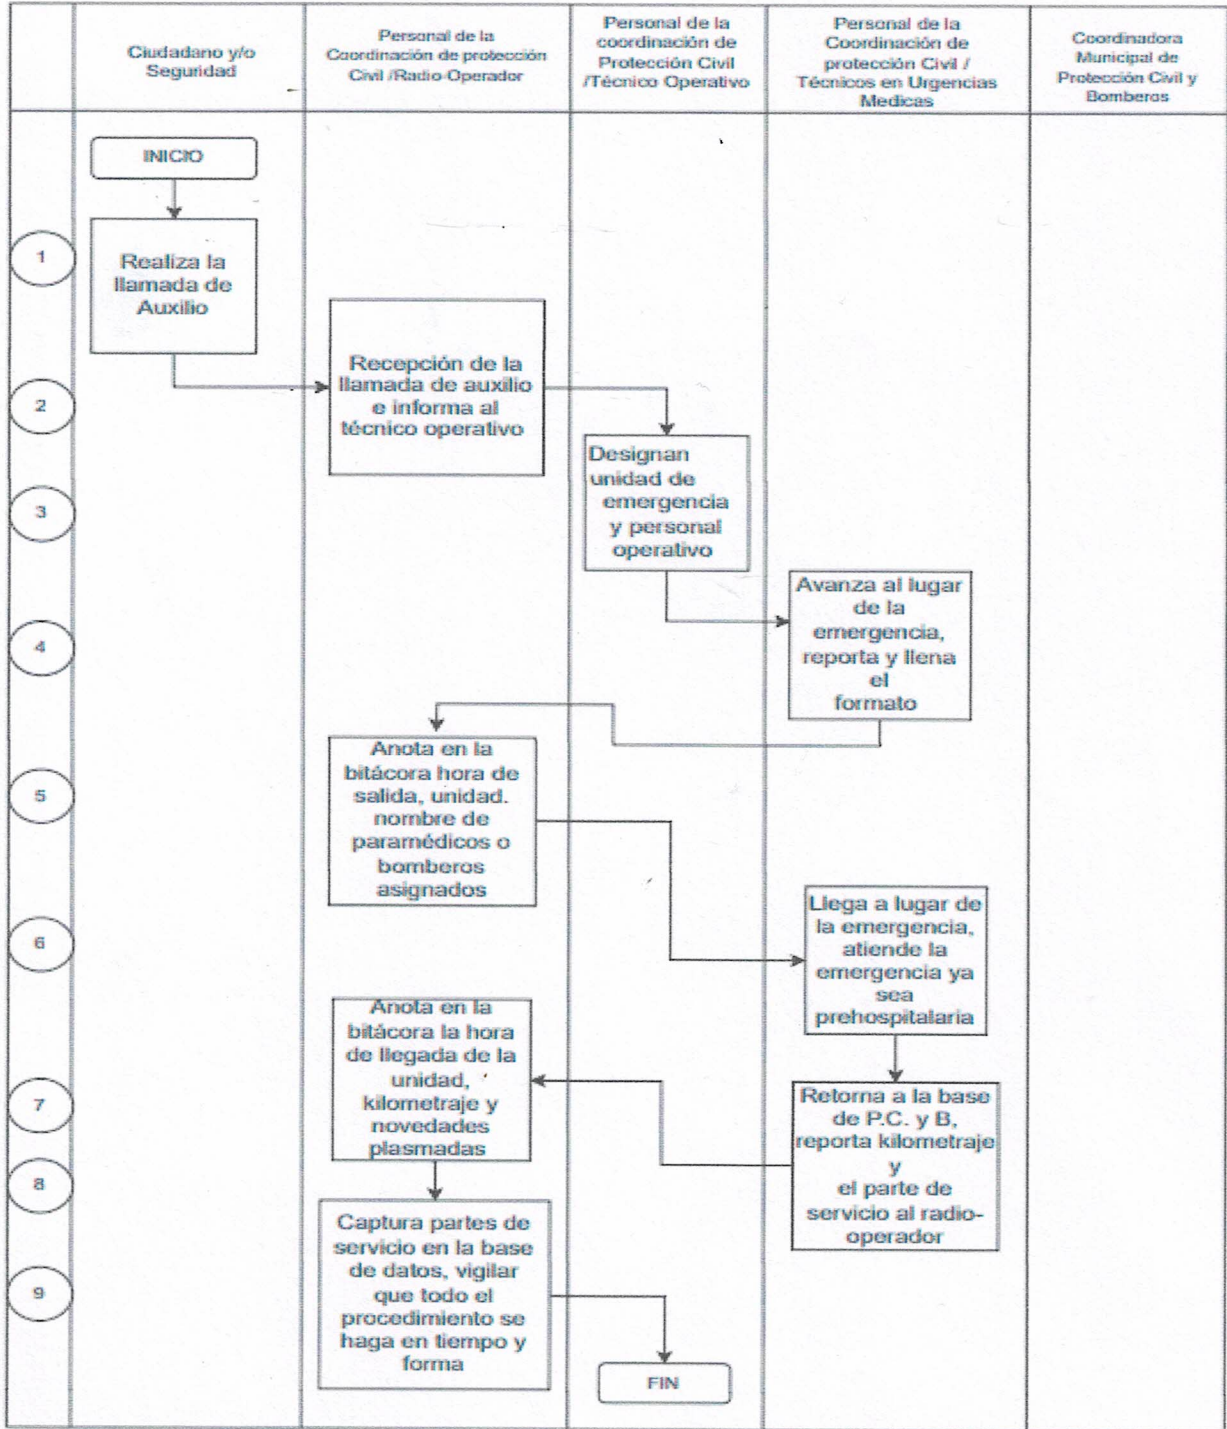 Ciudadano y/o
Seguridad
Personal de la
Coordinación de protección
Civil /Radio-Operador
Personal de la
coordinación de
Protección Civil
/Técnico Operativo
Personal de la
Coordinación de
protección Civil /
Técnicos en Urgencias
Medicas
Coordinadora
Municipal de
Protección Civil y
Bomberos
INICIO
1
Realiza la
llamada de
Auxilio
2
Recepción de la
llamada de auxilio
e informa al
técnico operativo
3
Designan
unidad de
emergencia
y personal
operativo
4
Avanza al lugar
de la
emergencia,
reporta y llena
el
formato
5
Anota en la
bitácora hora de
salida, unidad.
nombre de
paramédicos o
bomberos
asignados
6
Llega a lugar de
la emergencia,
atiende la
emergencia ya
sea
prehospitalaria
7
Retorna a la base
de P.C. y B,
reporta kilometraje
y
el parte de
servicio al radio-
operador
8
Anota en la
bitácora la hora
de llegada de la
unidad,
kilometraje y
novedades
plasmadas
9
Captura partes de
servicio en la base
de datos, vigilar
que todo el
procedimiento se
haga en tiempo y
forma
FIN